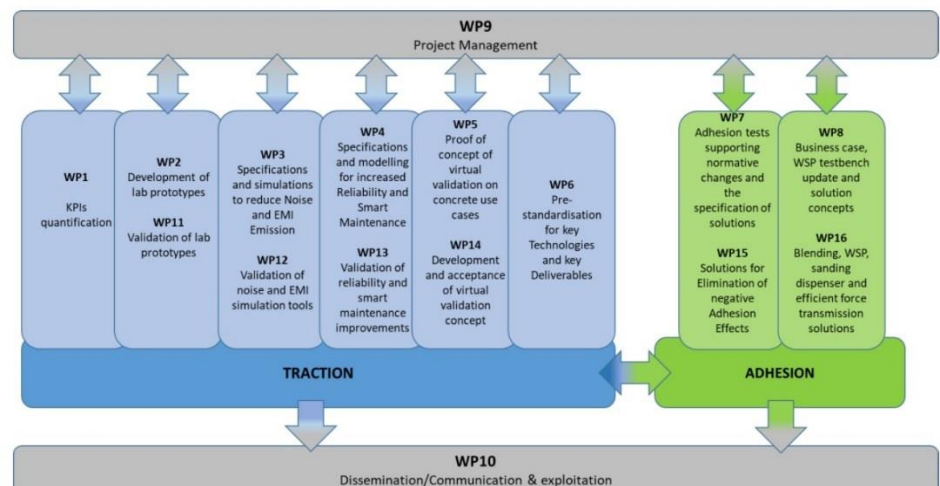 WP9
Project Management
WP1
KPIs
quantification
WP2
Development of
lab prototypes
WP11
Validation of lab
prototypes
WP3
Specifications
and simulations
to reduce Noise
and EMI
Emission
WP12
Validation of
noise and EMI
simulation tools
WP4
Specifications
and modelling
for increased
Reliability and
Smart
Maintenance
WP13
Validation of
reliability and
smart
maintenance
improvements
WP5
Proof of
concept of
virtual
validation on
concrete use
cases
WP14
Development
and acceptance
of virtual
validation
concept
WP6
Pre-
standardisation
for key
Technologies
and key
Deliverables
WP7
Adhesion tests
supporting
normative
changes and
the
specification of
solutions
WP15
Solutions for
Elimination of
negative
Adhesion
Effects
WP8
Business case,
WSP testbench
update and
solution
concepts
WP16
Blending, WSP,
sanding
dispenser and
efficient force
transmission
solutions
TRACTION
ADHESION
WP10
Dissemination/Communication & exploitation